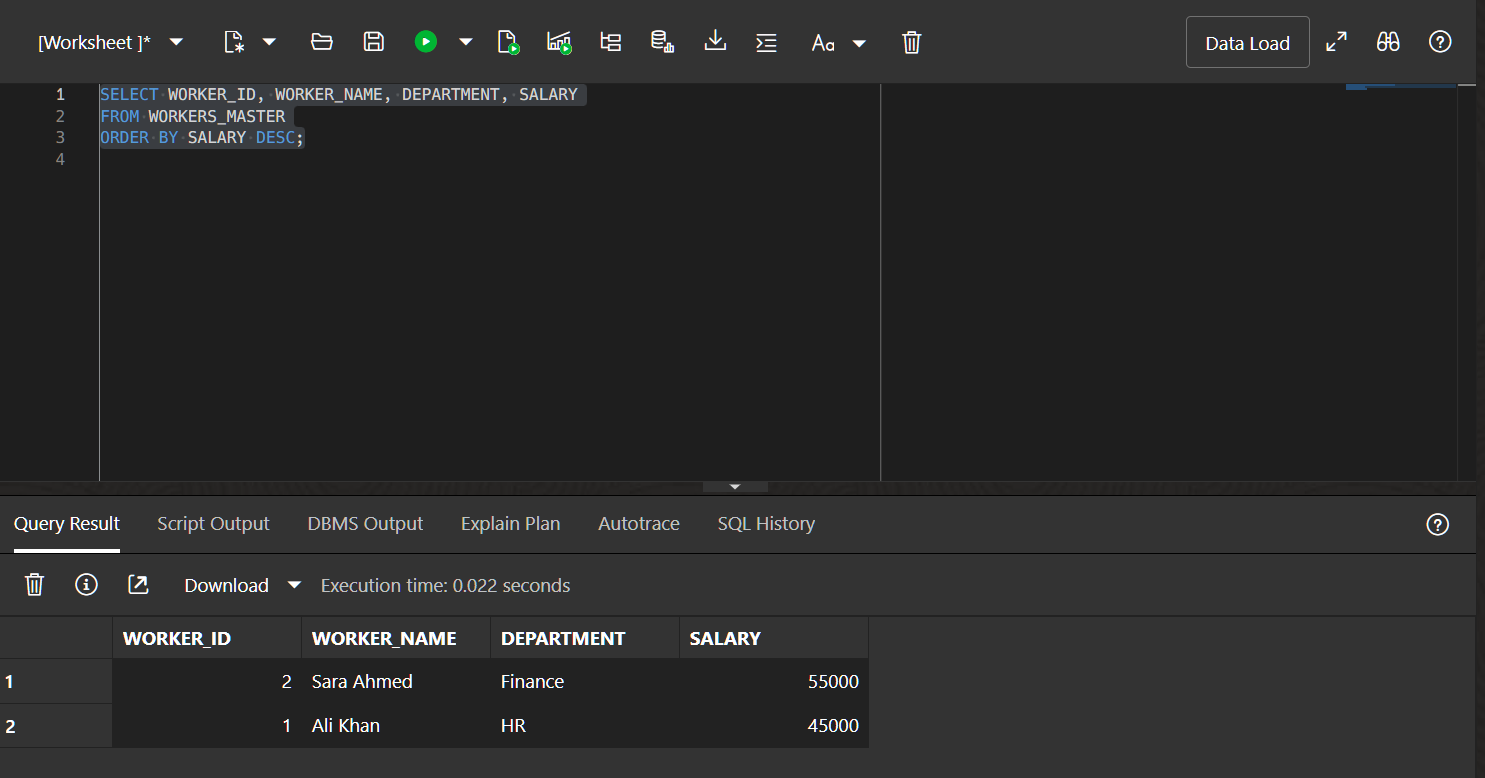 [Worksheet ]*
Aa
Data Load
1 SELECT WORKER_ID, WORKER_NAME, DEPARTMENT, SALARY
2 FROM WORKERS_MASTER
3 ORDER BY SALARY DESC;
4
Query Result Script Output DBMS Output Explain Plan Autotrace SQL History
Download Execution time: 0.022 seconds
WORKER_ID WORKER_NAME DEPARTMENT SALARY
1 2 Sara Ahmed Finance 55000
2 1 Ali Khan HR 45000